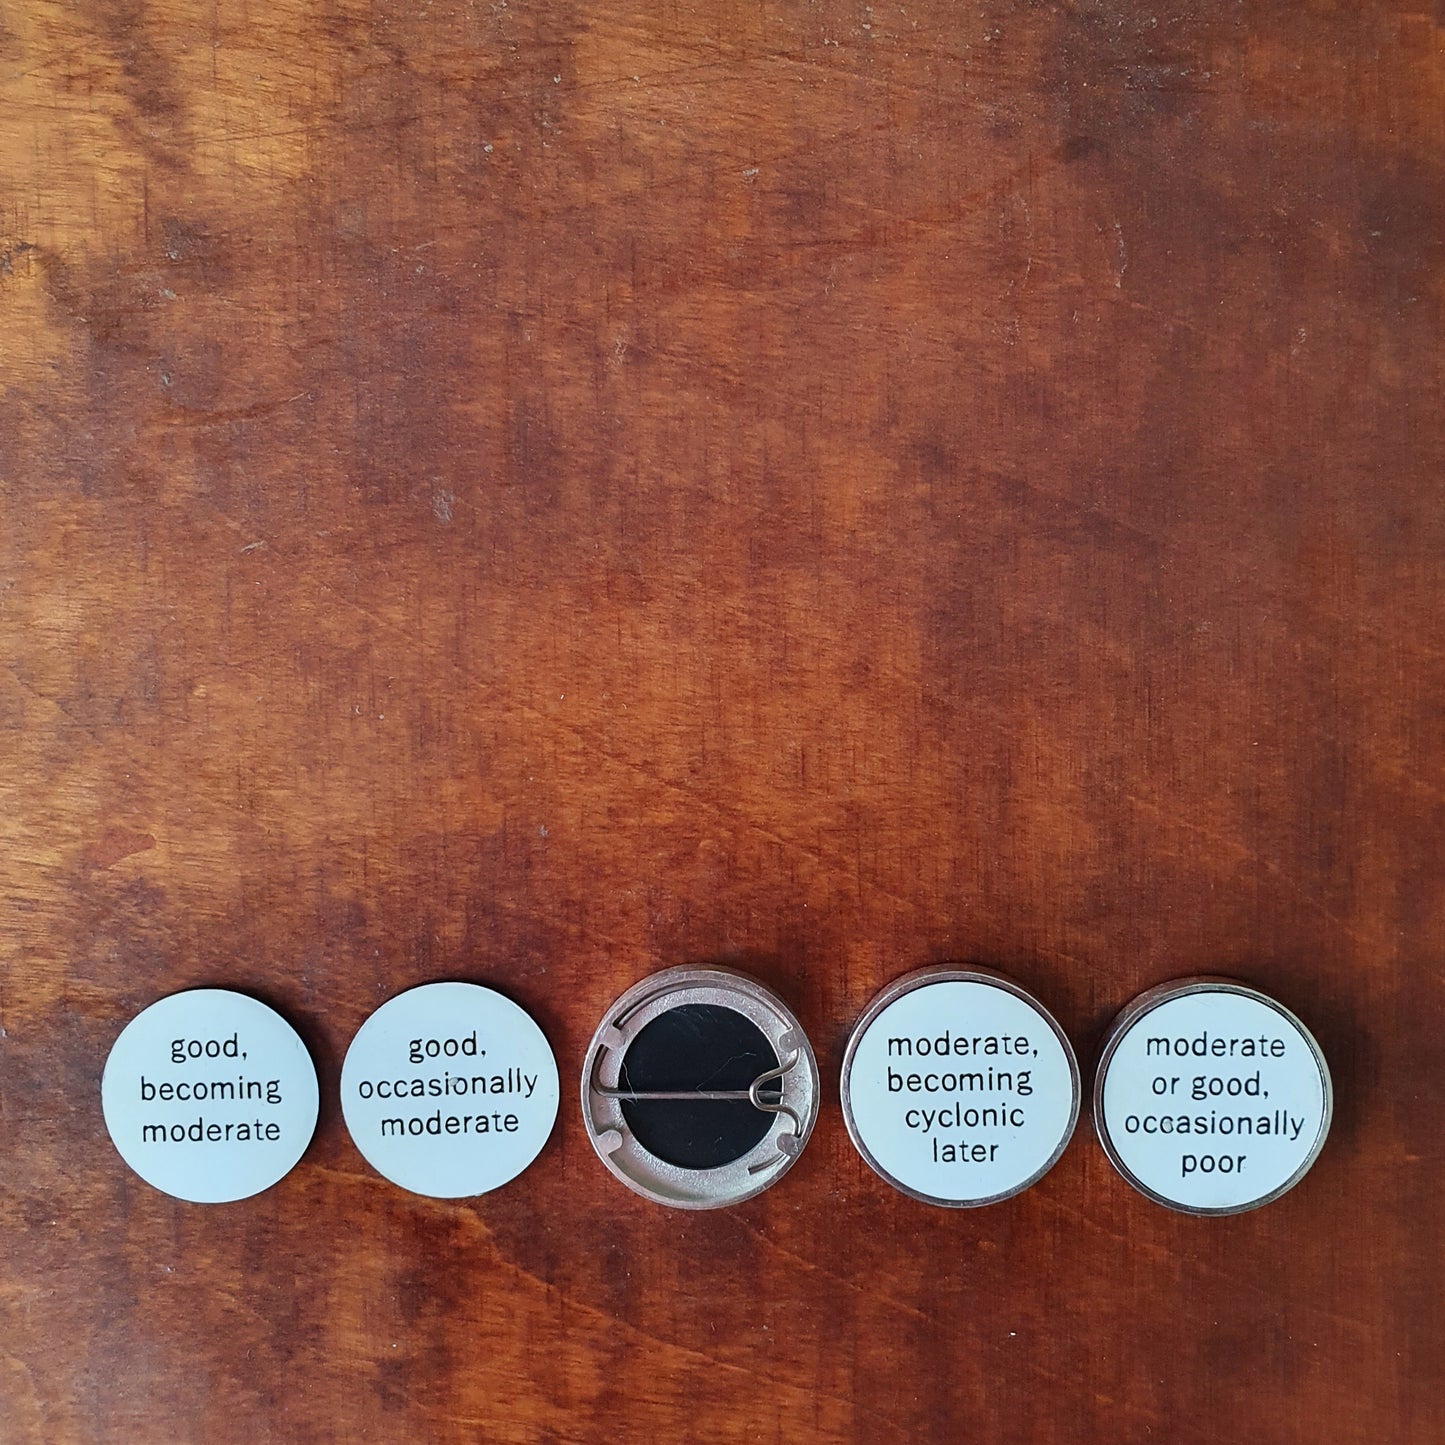 good,
becoming
moderate
good,
occasionally
moderate
moderate,
becoming
cyclonic
later
moderate
or good,
occasionally
poor